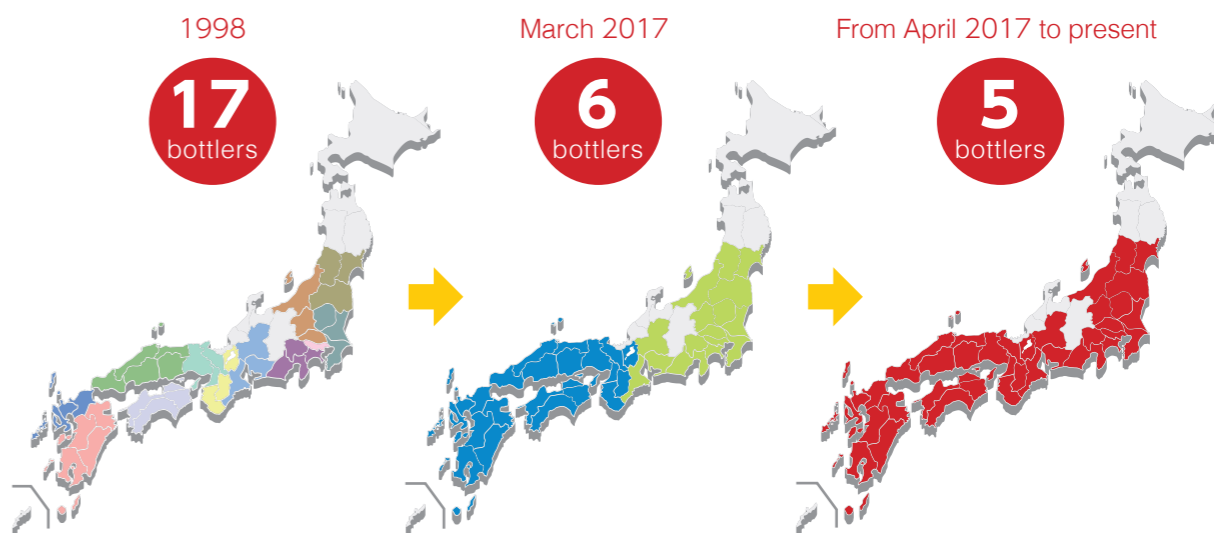 1998
17
bottlers
March 2017
6
bottlers
From April 2017 to present
5
bottlers